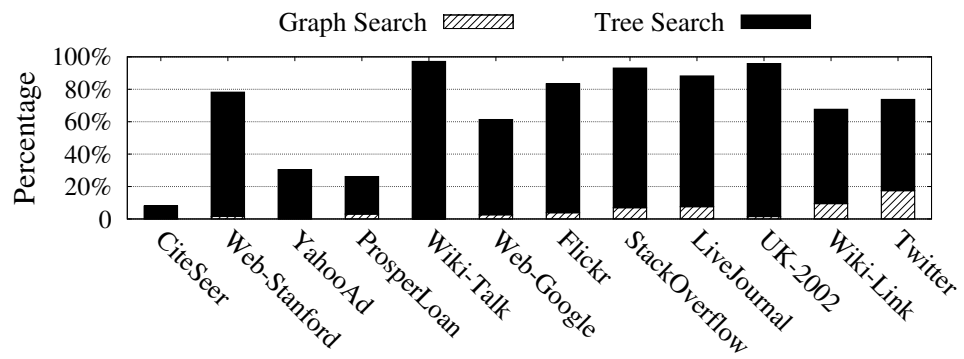 Graph Search Tree Search
Percentage
100%
80%
60%
40%
20%
0
CiteSeer
Web-Stanford
YahooAd
ProsperLoan
Wiki-Talk
Web-Google
Flickr
StackOverflow
LiveJournal
UK-2002
Wiki-Link
Twitter